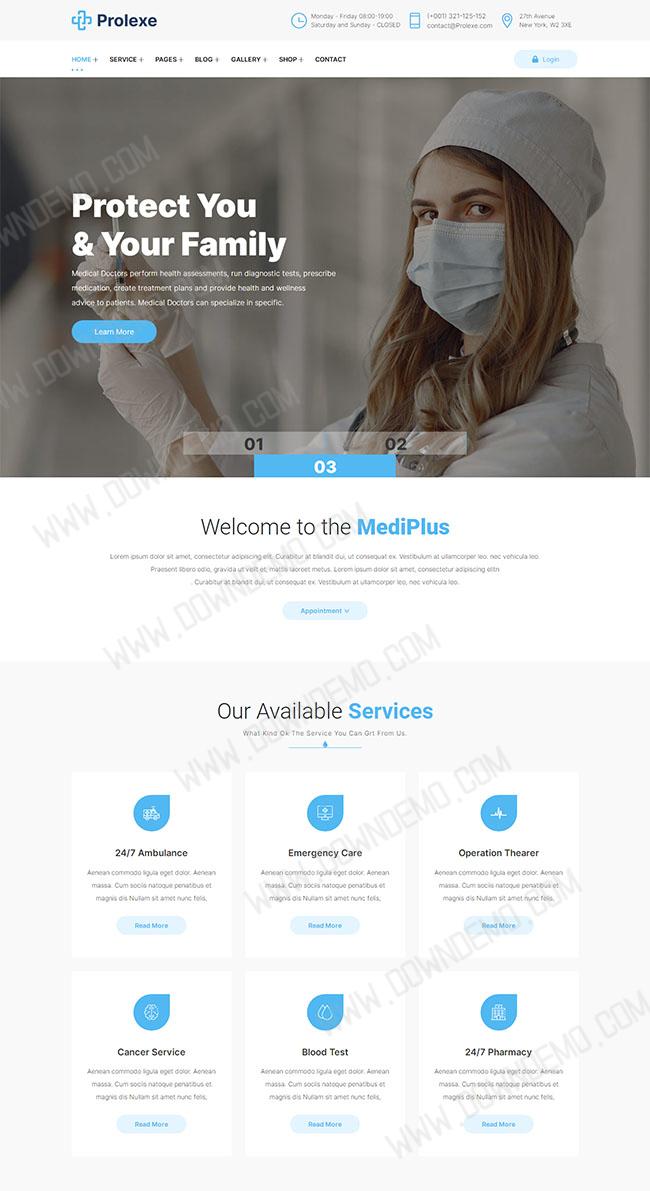 Prolexe
Monday - Friday 08:00-19:00
Saturday and Sunday - CLOSED
(+001) 321-125-152
contact@Prolexe.com
27th Avenue
New York, W2 3XE
HOME + SERVICE + PAGES + BLOG + GALLERY + SHOP + CONTACT
Login
Protect You
& Your Family
Medical Doctors perform health assessments, run diagnostic tests, prescribe
medication, create treatment plans and provide health and wellness
advice to patients. Medical Doctors can specialize in specific.
Learn More
01 02
03
Welcome to the MediPlus
Lorem ipsum dolor sit amet, consectetur adipiscing elit. Curabitur at blandit dui, ut consequat ex. Vestibulum at ullamcorper leo. nec vehicula leo.
Praesent libero odio, gravida ut velit et, mattis laoreet metus. Lorem ipsum dolor sit amet, consectetur adipiscing elitn
. Curabitur at blandit dui, ut consequat ex. Vestibulum at ullamcorper leo, nec vehicula leo.
Appointment
Our Available Services
What Kind Ok The Service You Can Grt From Us.
24/7 Ambulance
Aenean commodo ligula eget dolor. Aenean
massa. Cum sociis natoque penatibus et
magnis dis Nullam sit amet nunc felis,
Read More
Emergency Care
Aenean commodo ligula eget dolor. Aenean
massa. Cum sociis natoque penatibus et
magnis dis Nullam sit amet nunc felis,
Read More
Operation Thearer
Aenean commodo ligula eget dolor. Aenean
massa. Cum sociis natoque penatibus et
magnis dis Nullam sit amet nunc felis,
Read More
Cancer Service
Aenean commodo ligula eget dolor. Aenean
massa. Cum sociis natoque penatibus et
magnis dis Nullam sit amet nunc felis,
Read More
Blood Test
Aenean commodo ligula eget dolor. Aenean
massa. Cum sociis natoque penatibus et
magnis dis Nullam sit amet nunc felis,
Read More
24/7 Pharmacy
Aenean commodo ligula eget dolor. Aenean
massa. Cum sociis natoque penatibus et
magnis dis Nullam sit amet nunc felis,
Read More
WWW.DOWNDEMO.COM
WWW.DOWNDEMO.COM
WWW.DOWNDEMO.COM
WWW.DOWNDEMO.COM
WWW.DOWNDEMO.COM
WWW.DOWNDEMO.COM
WWW.DOWNDEMO.COM
WWW.DOWNDEMO.COM